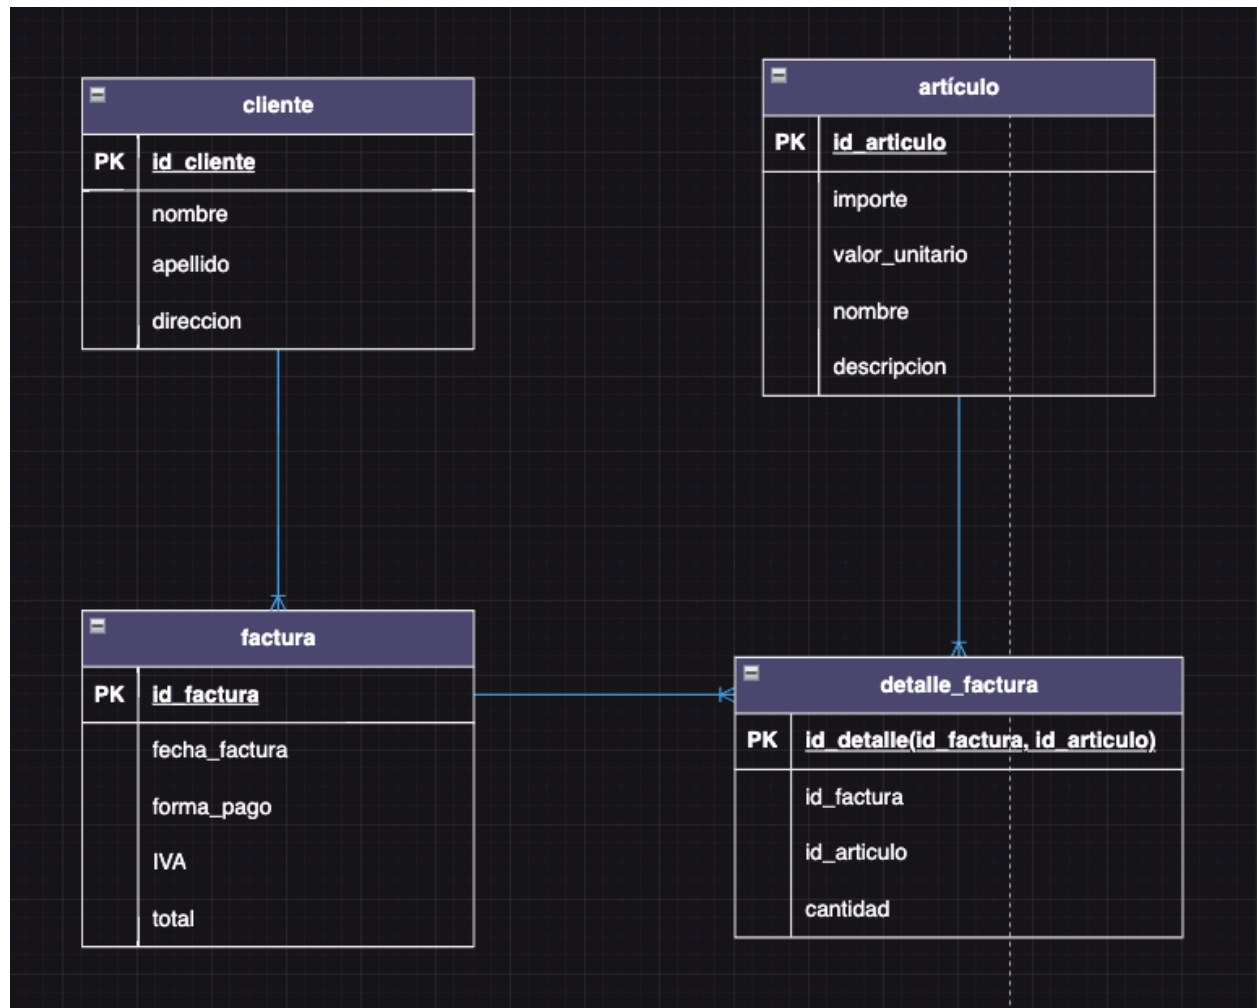 cliente
PK id_cliente
nombre
apellido
direccion
artículo
PK id_articulo
importe
valor_unitario
nombre
descripcion
factura
PK id_factura
fecha_factura
forma_pago
IVA
total
detalle_factura
PK id_detalle(id_factura, id_articulo)
id_factura
id_articulo
cantidad